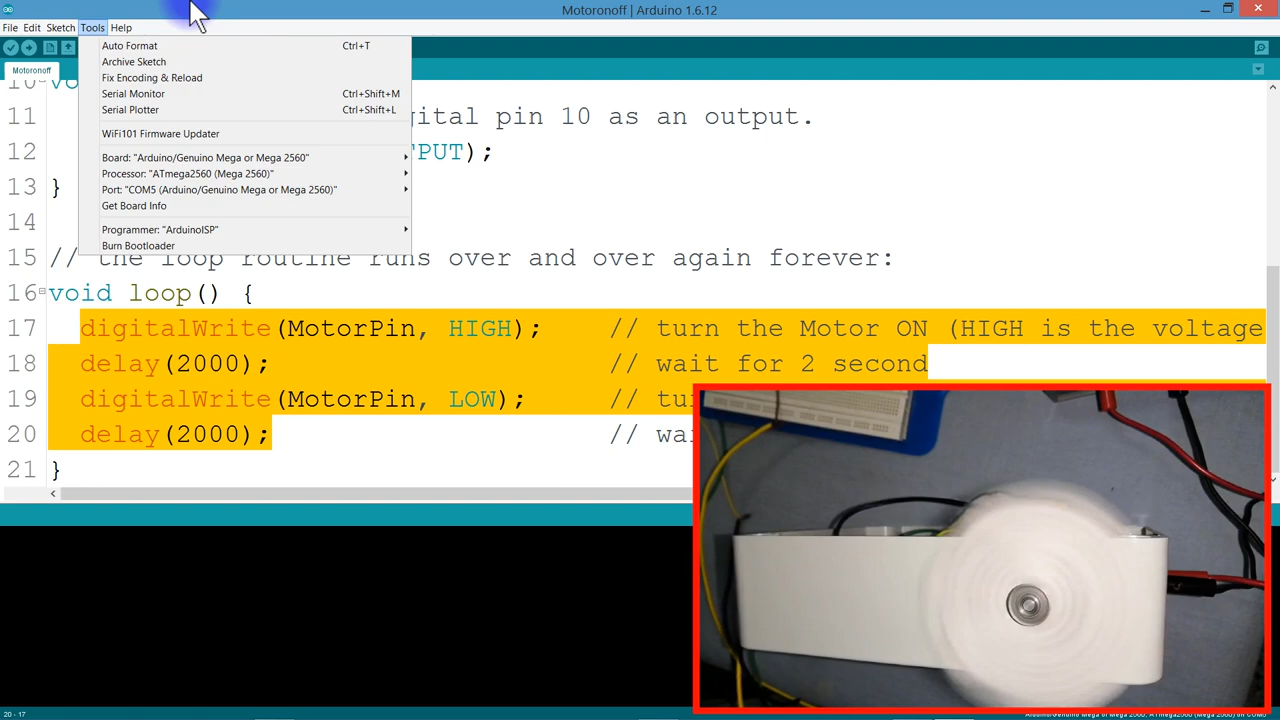 Motoronoff | Arduino 1.6.12
File Edit Sketch Tools Help
Motoronoff
Auto Format Ctrl+T
Archive Sketch
Fix Encoding & Reload
Serial Monitor Ctrl+Shift+M
Serial Plotter Ctrl+Shift+L
WiFi101 Firmware Updater
Board: "Arduino/Genuino Mega or Mega 2560"
Processor: "ATmega2560 (Mega 2560)"
Port: "COM5 (Arduino/Genuino Mega or Mega 2560)"
Get Board Info
Programmer: "ArduinoISP"
Burn Bootloader
10
11 gital pin 10 as an output.
12 TPUT);
13 }
14
15 // the loop routine runs over and over again forever:
16 void loop() {
17 digitalWrite(MotorPin, HIGH); // turn the Motor ON (HIGH is the voltage
18 delay(2000); // wait for 2 second
19 digitalWrite(MotorPin, LOW); // tu
20 delay(2000); // wai
21 }
20 - 17